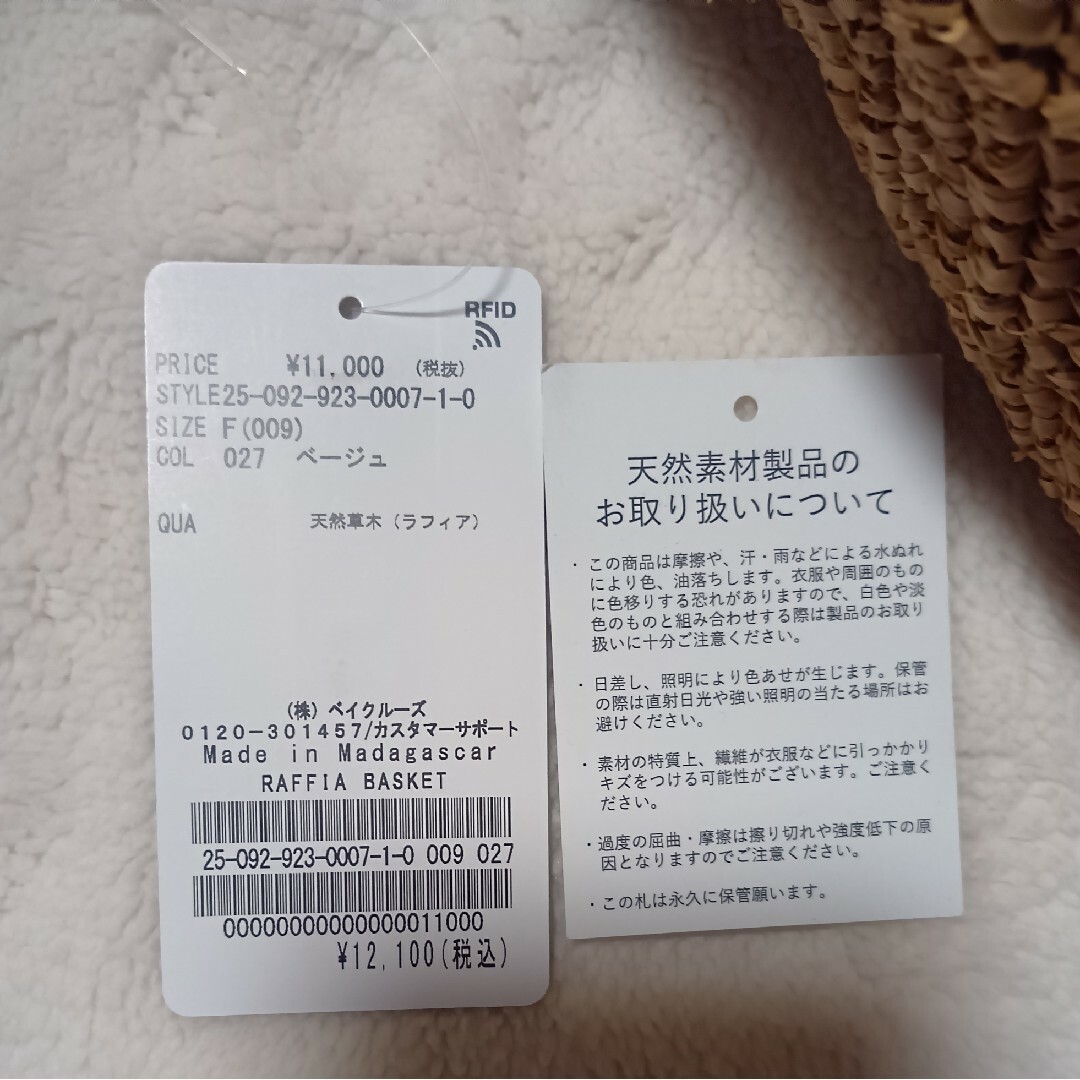 RFID
PRICE ¥11,000 (税抜)
STYLE25-092-923-0007-1-0
SIZE F(009)
COL 027 ベージュ
QUA 天然草木（ラフィア）
(株) ベイクルーズ
0120-301457/カスタマーサポート
Made in Madagascar
RAFFIA BASKET
25-092-923-0007-1-0 009 027
00000000000000011000
¥12,100(税込)
天然素材製品の
お取り扱いについて
・この商品は摩擦や、汗・雨などによる水ぬれ
により色、油落ちします。衣服や周囲のもの
に色移りする恐れがありますので、白色や淡
色のものと組み合わせする際は製品のお取り
扱いに十分ご注意ください。
・日差し、照明により色あせが生じます。保管
の際は直射日光や強い照明の当たる場所はお
避けください。
・素材の特質上、繊維が衣服などに引っかかり
キズをつける可能性がございます。ご注意く
ださい。
・過度の屈曲・摩擦は擦り切れや強度低下の原
因となりますのでご注意ください。
・この札は永久に保管願います。